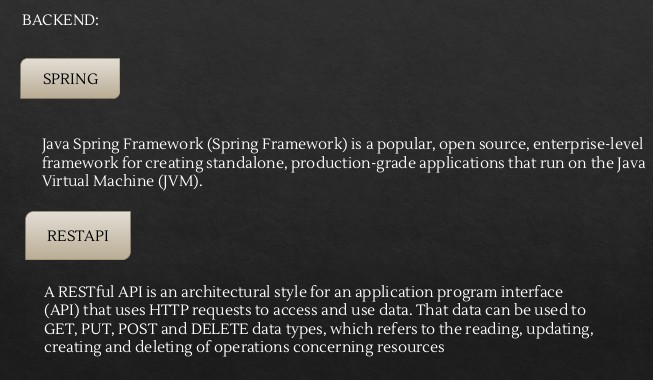 BACKEND:
SPRING
Java Spring Framework (Spring Framework) is a popular, open source, enterprise-level
framework for creating standalone, production-grade applications that run on the Java
Virtual Machine (JVM).
RESTAPI
A RESTful API is an architectural style for an application program interface
(API) that uses HTTP requests to access and use data. That data can be used to
GET, PUT, POST and DELETE data types, which refers to the reading, updating,
creating and deleting of operations concerning resources